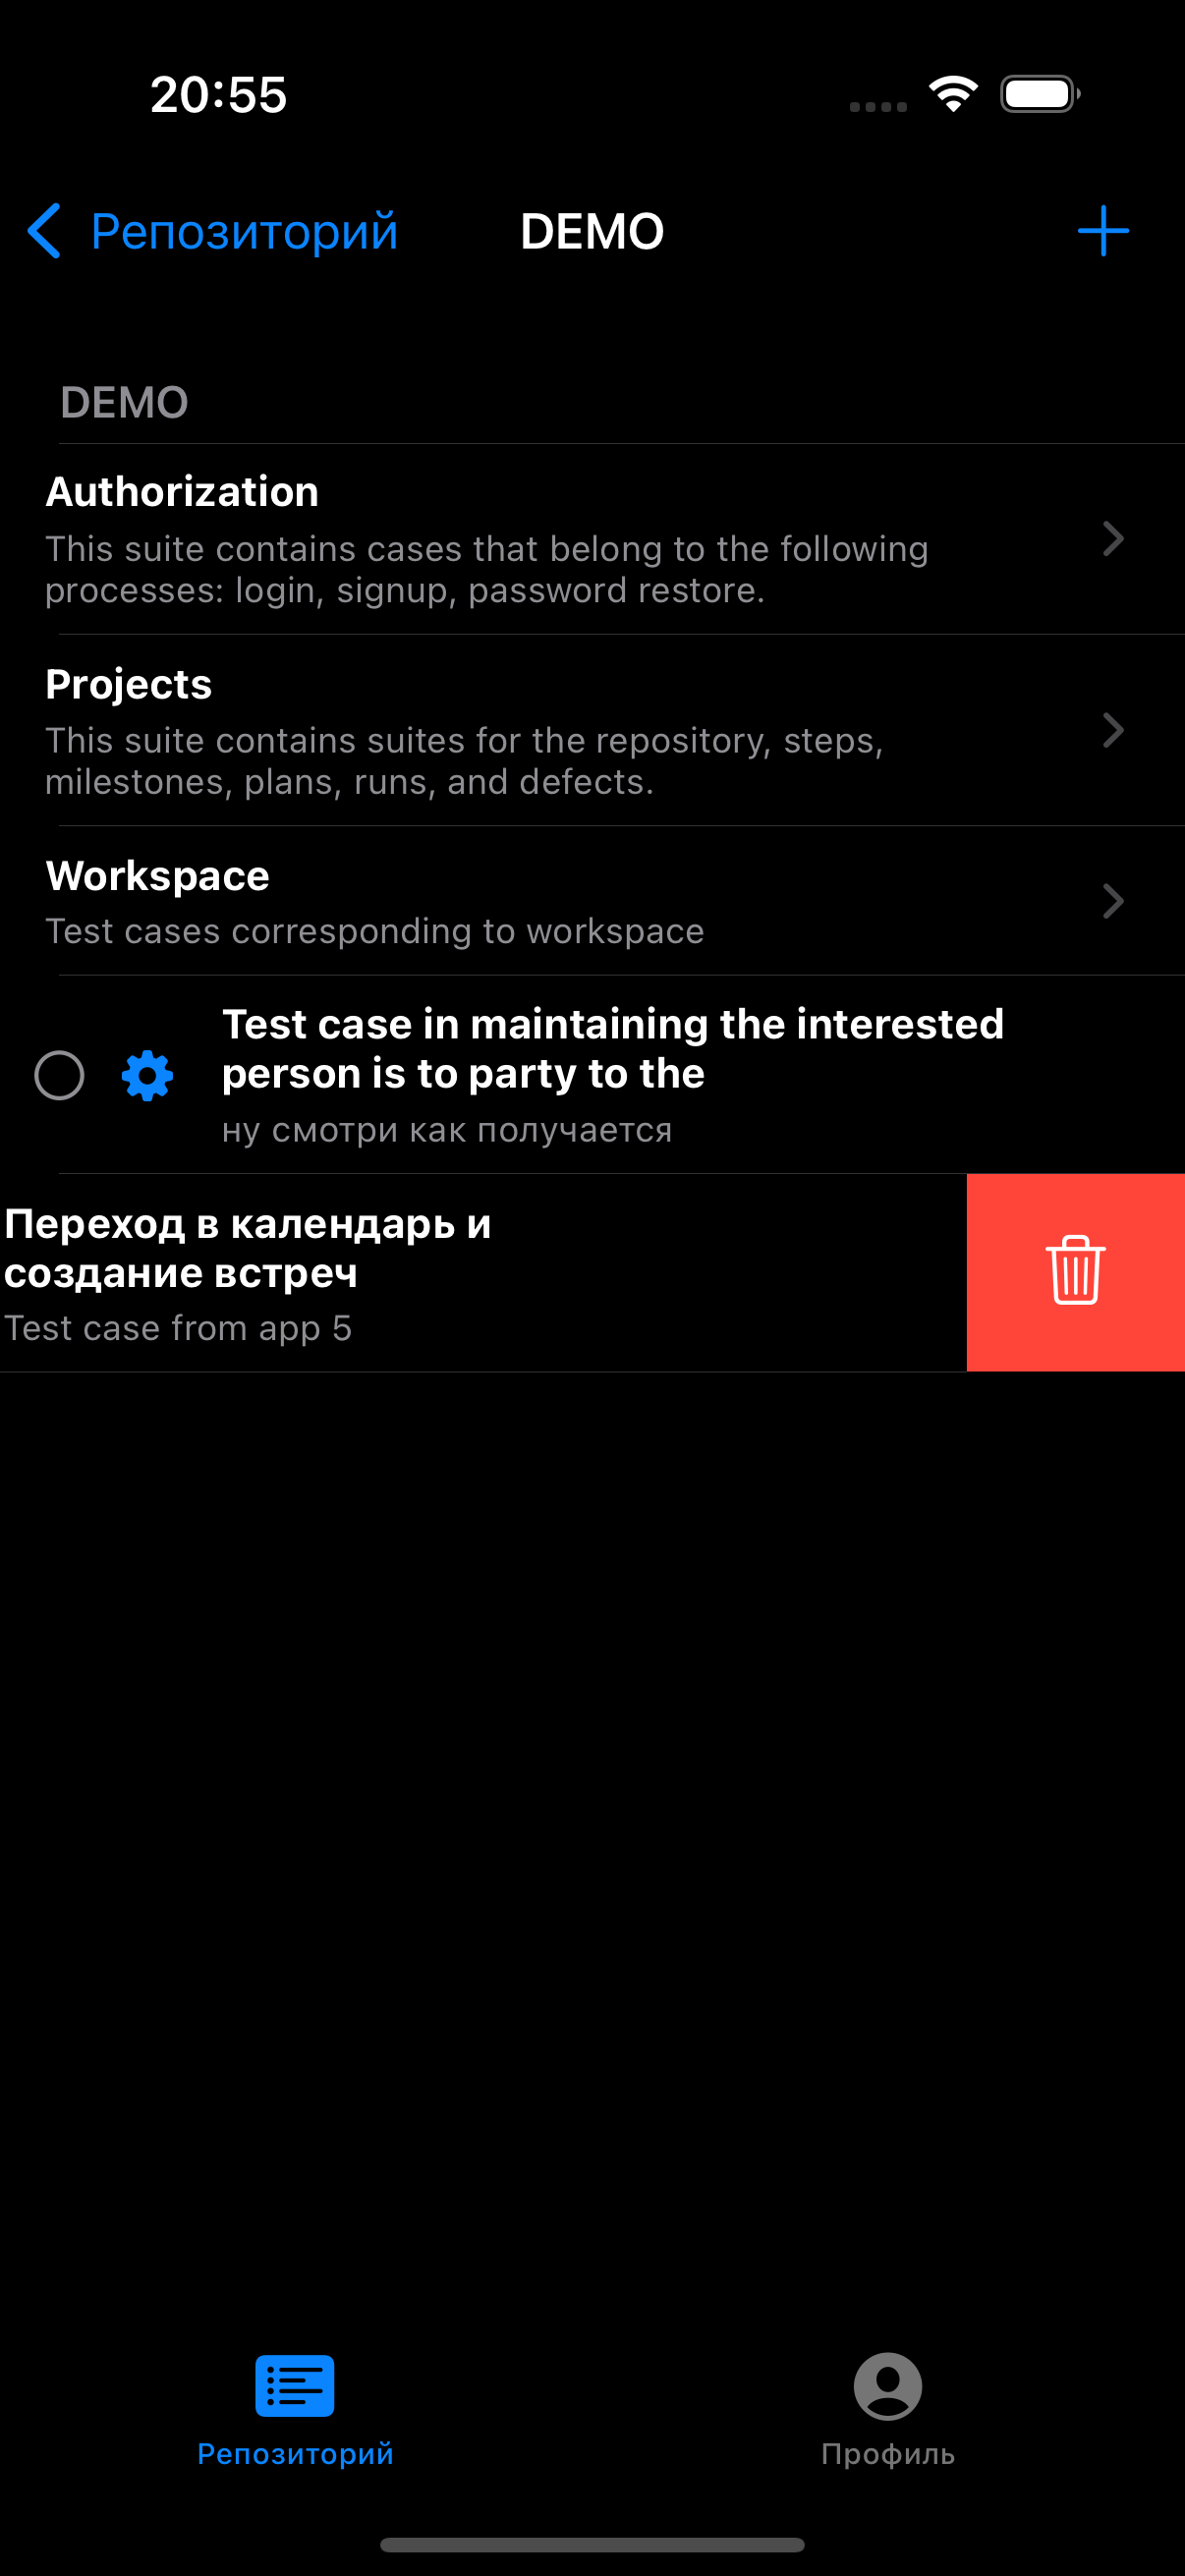 20:55
Репозиторий
DEMO
DEMO
Authorization
This suite contains cases that belong to the following
processes: login, signup, password restore.
Projects
This suite contains suites for the repository, steps,
milestones, plans, runs, and defects.
Workspace
Test cases corresponding to workspace
Test case in maintaining the interested
person is to party to the
ну смотри как получается
Переход в календарь и
создание встреч
Test case from app 5
Репозиторий
Профиль